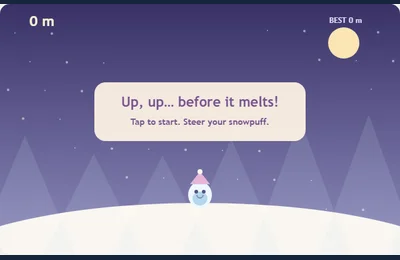 0 m
BEST 0 m
Up, up... before it melts!
Tap to start. Steer your snowpuff.